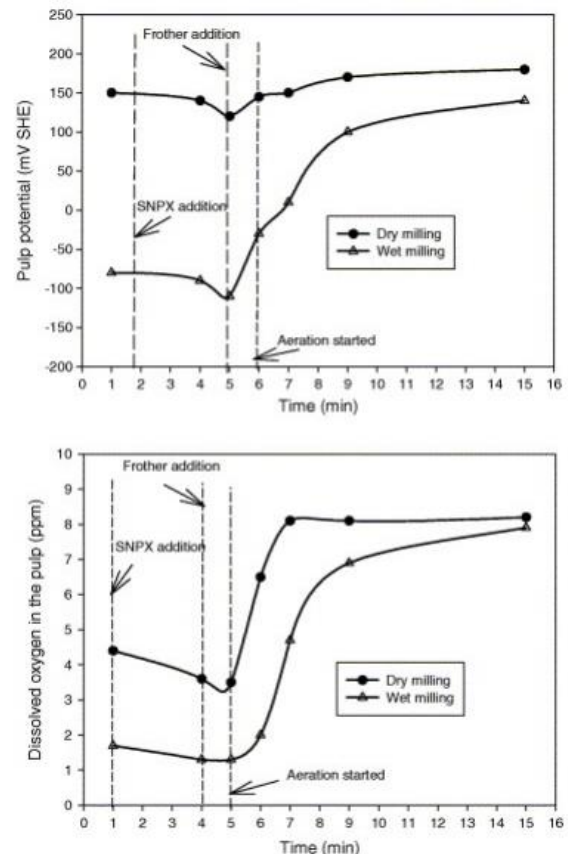 250
200
150
100
50
0
-50
-100
-150
-200
Pulp potential (mV SHE)
Frother addition
SNPX addition
Dry milling
Wet milling
Aeration started
0 1 2 3 4 5 6 7 8 9 10 11 12 13 14 15 16
Time (min)
10
9
8
7
6
5
4
3
2
1
0
Dissolved oxygen in the pulp (ppm)
Frother addition
SNPX addition
Dry milling
Wet milling
Aeration started
0 1 2 3 4 5 6 7 8 9 10 11 12 13 14 15 16
Time (min)